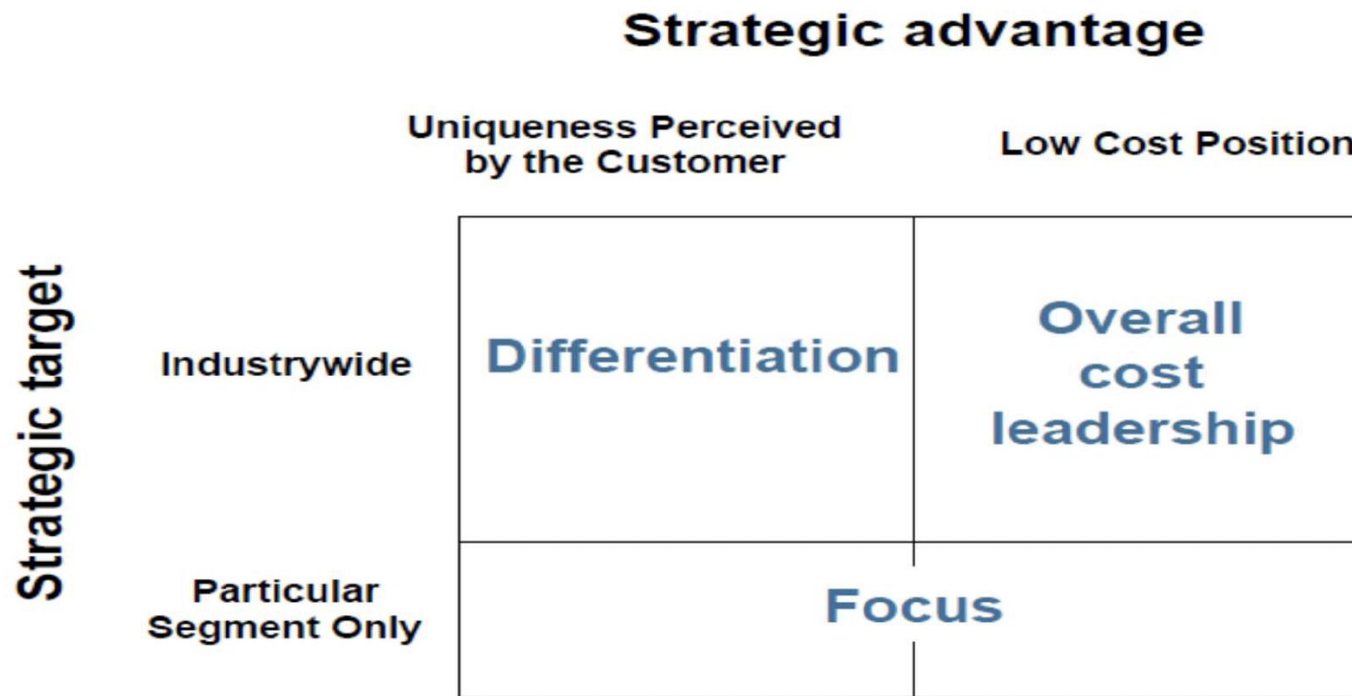 Strategic advantage
Uniqueness Perceived
by the Customer
Low Cost Position
Strategic target
Industrywide
Differentiation
Overall
cost
leadership
Particular
Segment Only
Focus